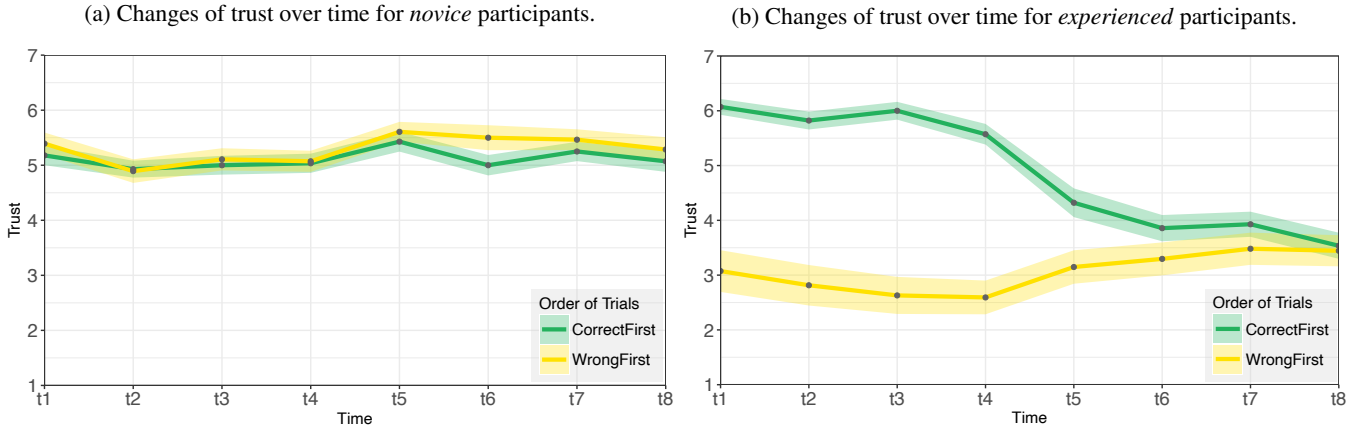 (a) Changes of trust over time for novice participants.
7
6
5
4
3
2
1
Trust
t1 t2 t3 t4 t5 t6 t7 t8
Time
Order of Trials
CorrectFirst
WrongFirst
(b) Changes of trust over time for experienced participants.
7
6
5
4
3
2
1
Trust
t1 t2 t3 t4 t5 t6 t7 t8
Time
Order of Trials
CorrectFirst
WrongFirst